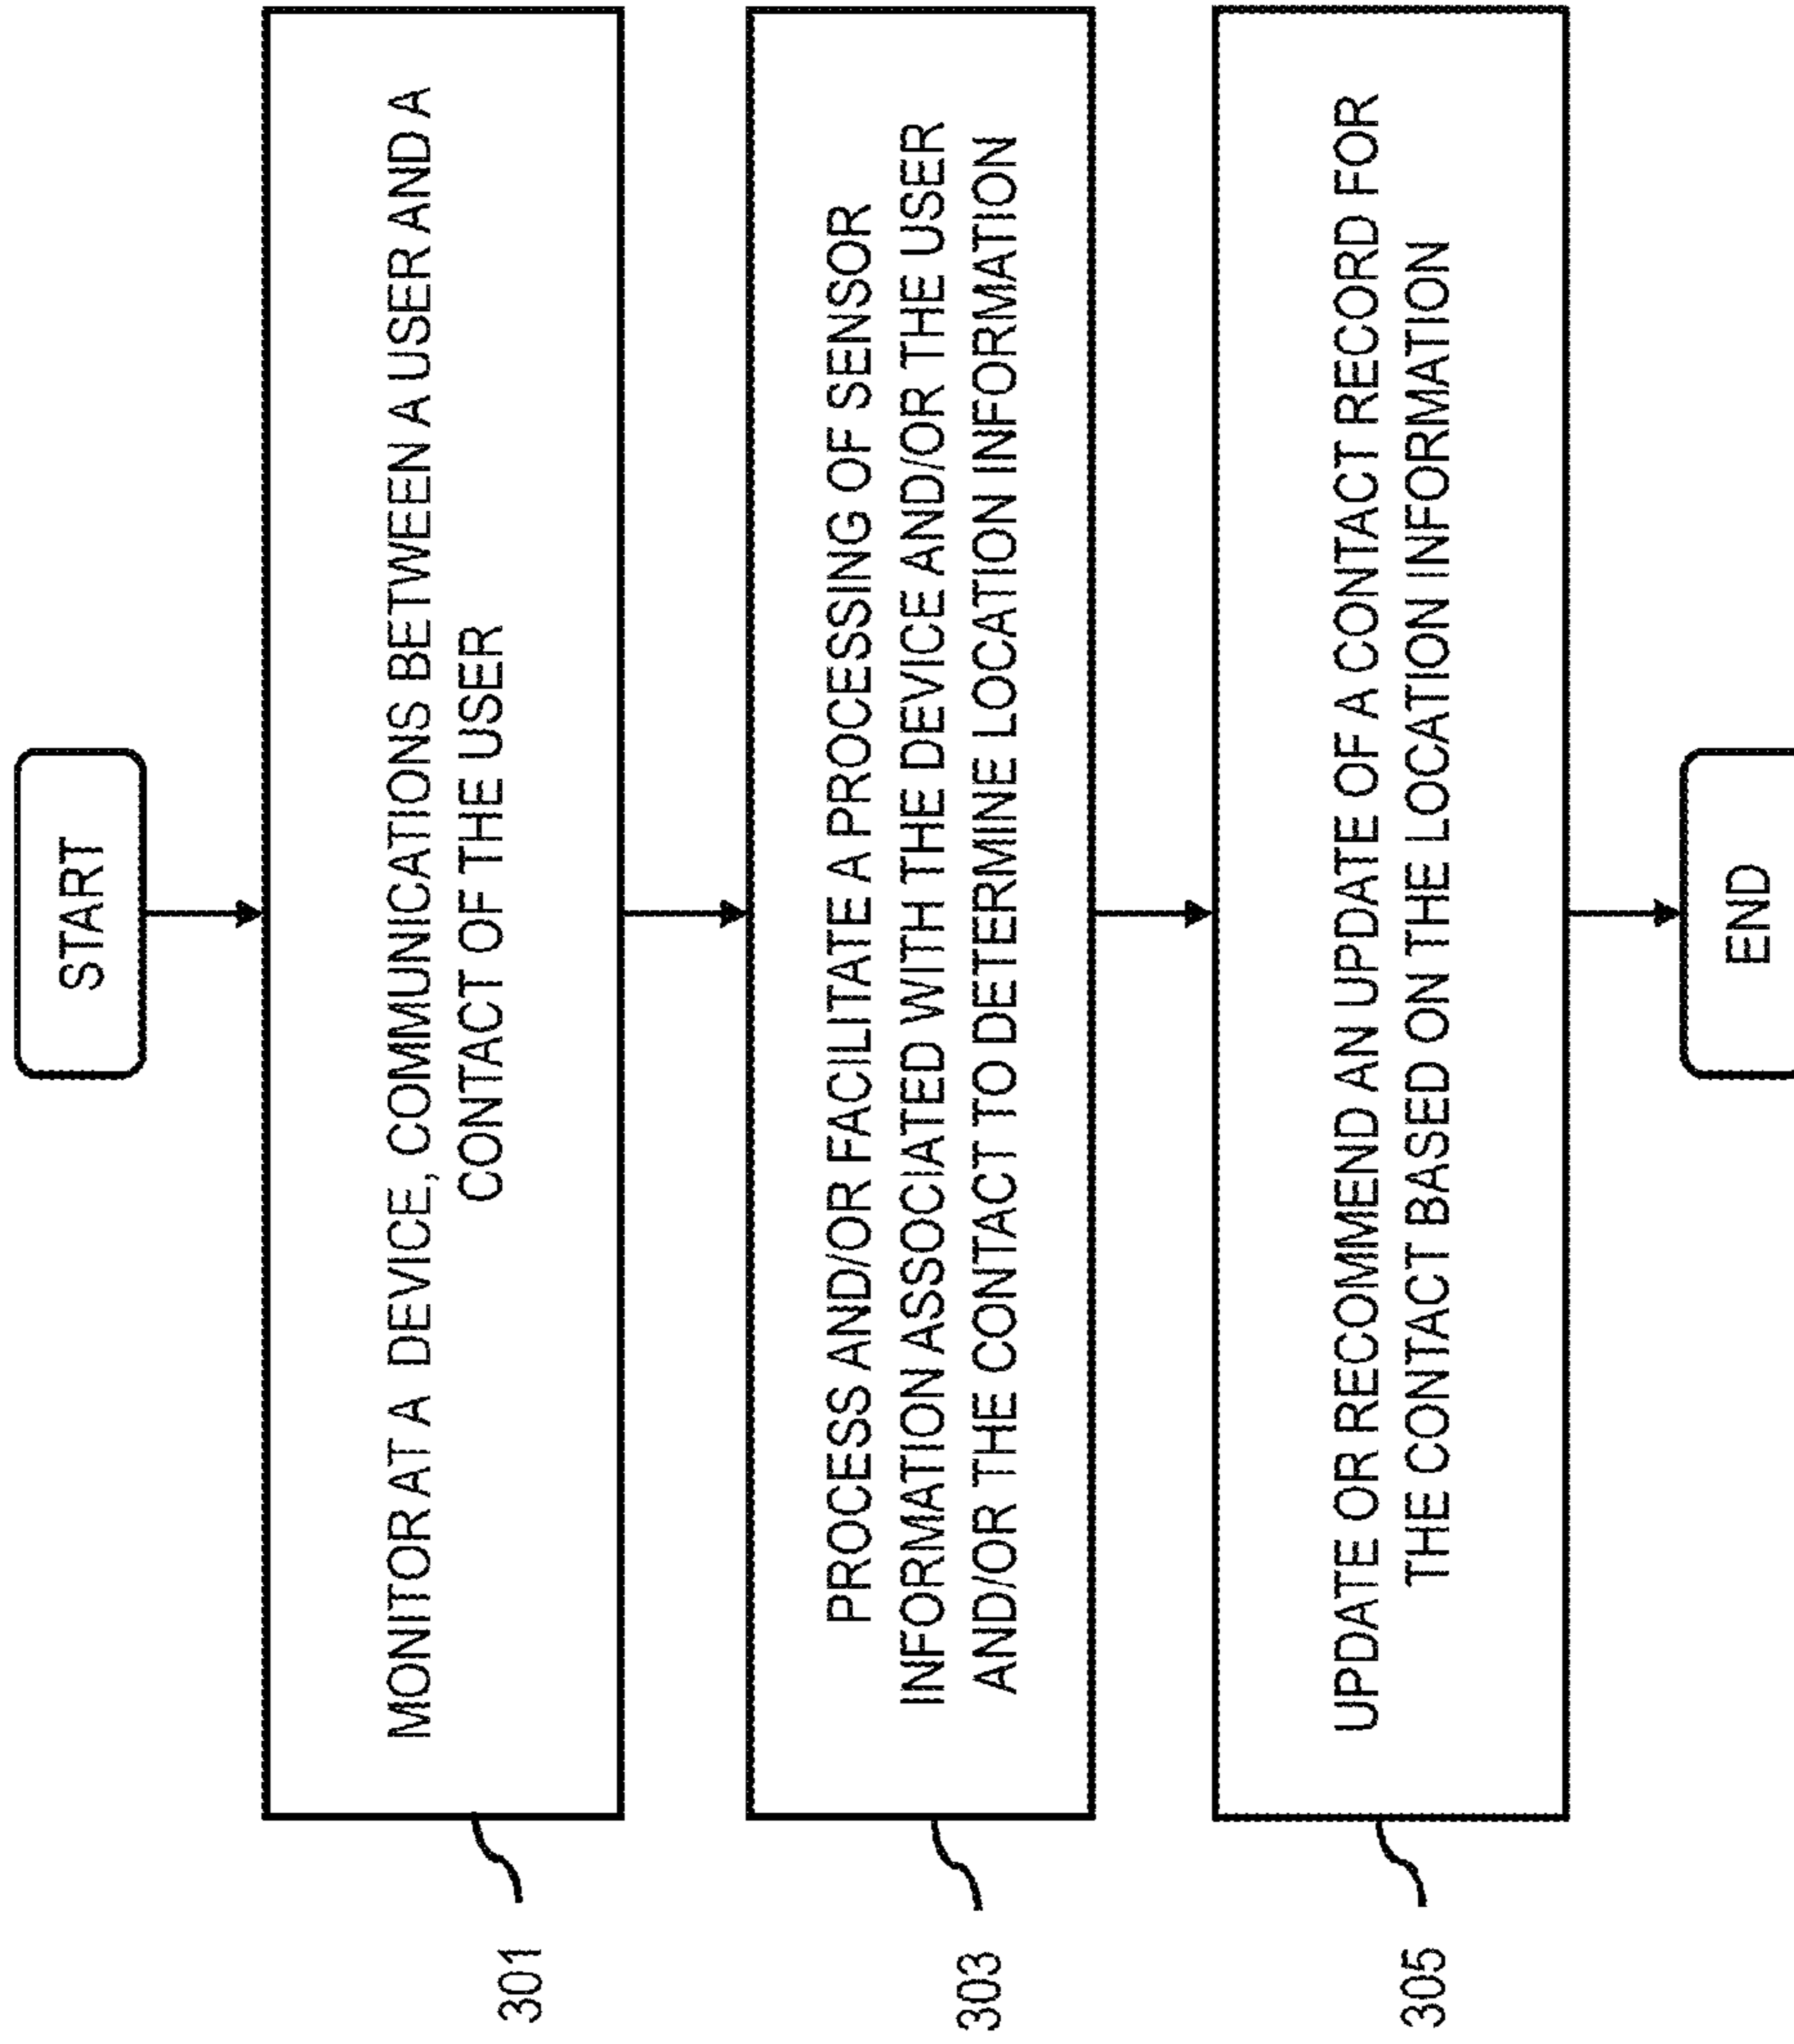 START
MONITOR AT A DEVICE, COMMUNICATIONS BETWEEN A USER AND A
CONTACT OF THE USER
301
PROCESS AND/OR FACILITATE A PROCESSING OF SENSOR
INFORMATION ASSOCIATED WITH THE DEVICE AND/OR THE USER
AND/OR THE CONTACT TO DETERMINE LOCATION INFORMATION
303
UPDATE OR RECOMMEND AN UPDATE OF A CONTACT RECORD FOR
THE CONTACT BASED ON THE LOCATION INFORMATION
305
END